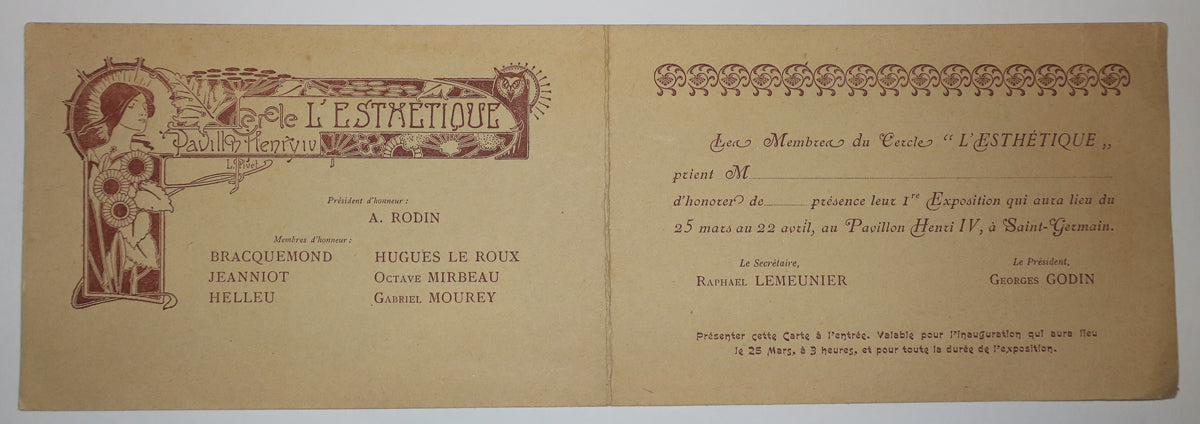 Cercle L'ESTHÉTIQUE
Pavillon Henri IV
L. Rivet
Président d'honneur :
A. RODIN
Membres d'honneur :
BRACQUEMOND HUGUES LE ROUX
JEANNIOT OCTAVE MIRBEAU
HELLEU GABRIEL MOUREY
Les Membres du Cercle “ L'ESTHÉTIQUE „
prient M
d'honorer de présence leur 1re Exposition qui aura lieu du
25 mars au 22 avril, au Pavillon Henri IV, à Saint-Germain.
Le Secrétaire, Le Président,
RAPHAEL LEMEUNIER GEORGES GODIN
Présenter cette Carte à l'entrée. Valable pour l'inauguration qui aura lieu
le 25 Mars, à 3 heures, et pour toute la durée de l'exposition.